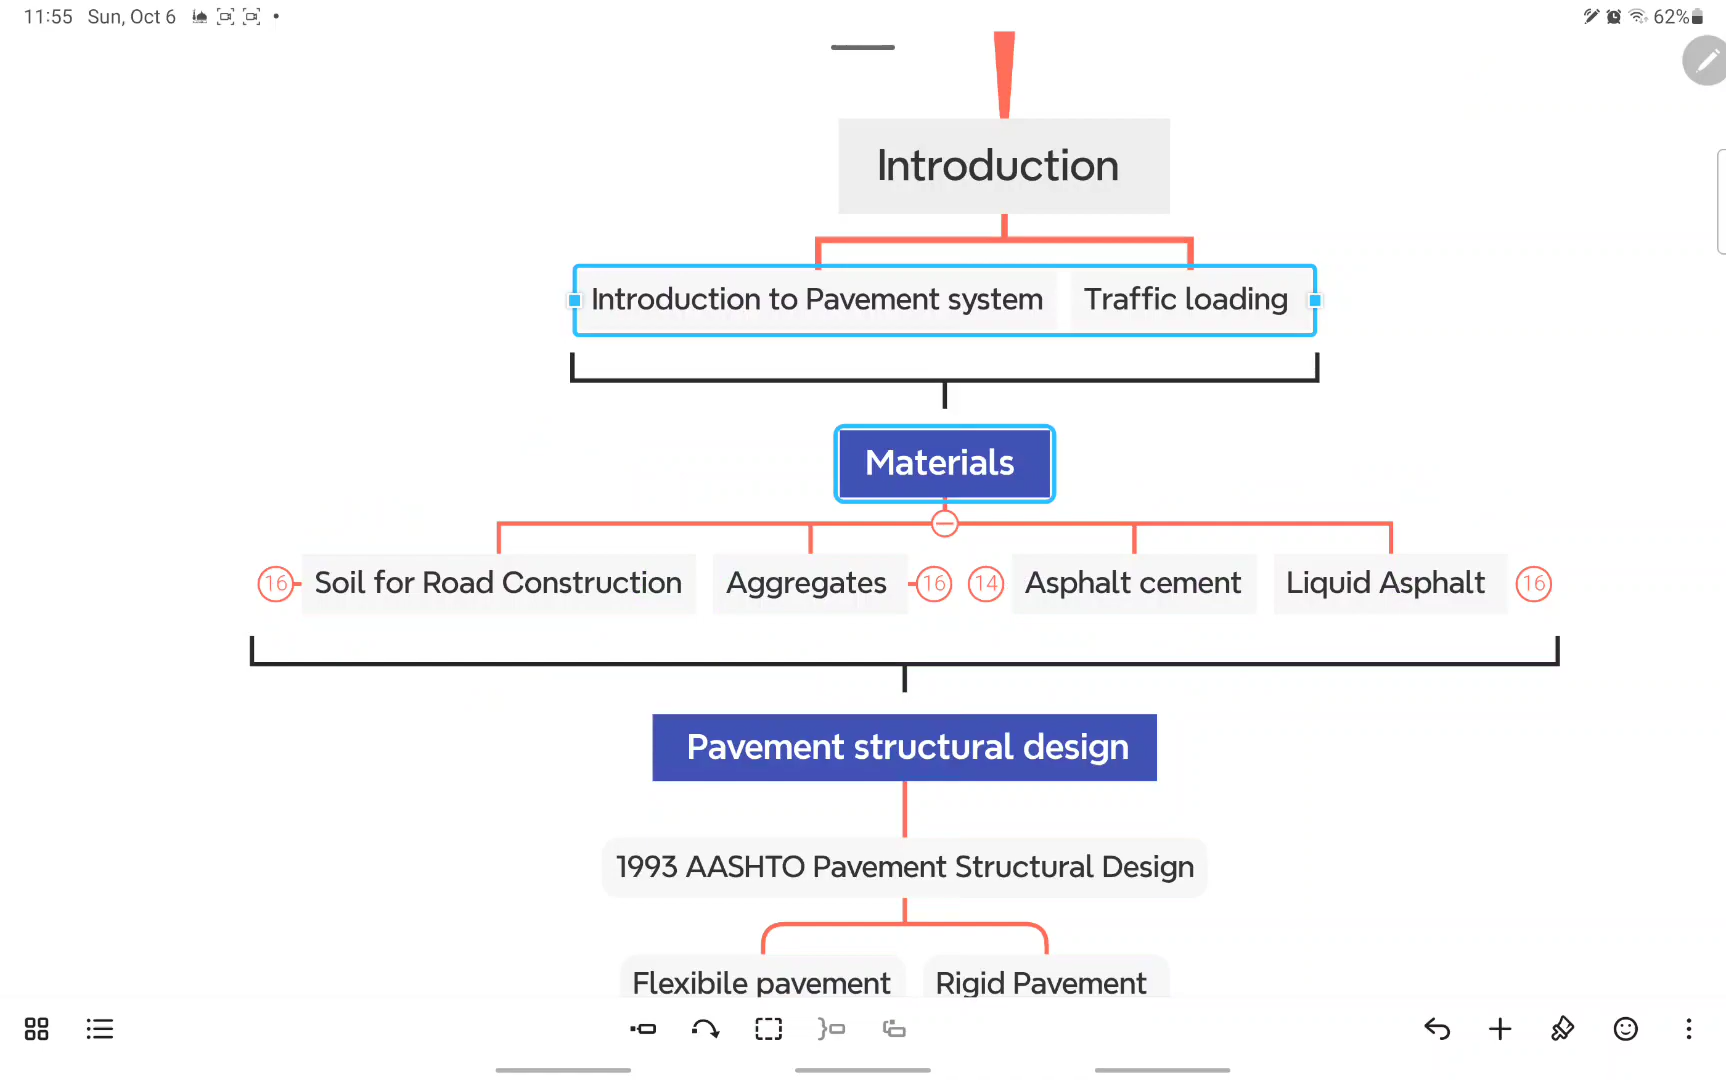 11:55 Sun, Oct 6
62%
Introduction
Introduction to Pavement system Traffic loading
Materials
16 Soil for Road Construction Aggregates 16 14 Asphalt cement Liquid Asphalt 16
Pavement structural design
1993 AASHTO Pavement Structural Design
Flexibile pavement Rigid Pavement